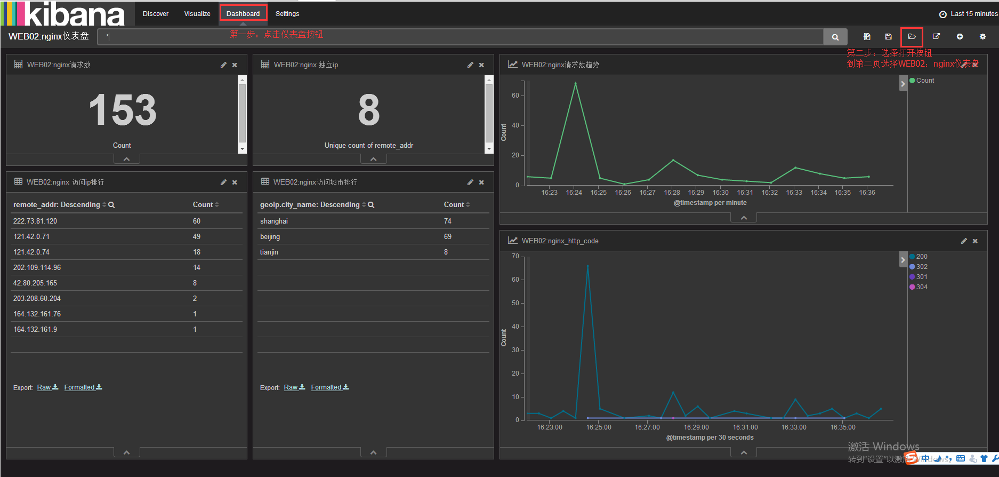 kibana
Discover
Visualize
Dashboard
Settings
Last 15 minutes
WEB02:nginx仪表盘
*
第一步：点击仪表盘按钮
第二步：选择打开按钮
到第二页选择WEB02：nginx仪表盘
WEB02:nginx请求数
153
Count
WEB02:nginx 独立ip
8
Unique count of remote_addr
WEB02:nginx请求数趋势
Count
60
40
20
0
Count
16:23 16:24 16:25 16:26 16:27 16:28 16:29 16:30 16:31 16:32 16:33 16:34 16:35 16:36
@timestamp per minute
WEB02:nginx 访问ip排行
remote_addr: Descending Count
222.73.81.120 60
121.42.0.71 49
121.42.0.74 18
202.109.114.96 14
42.80.205.165 8
203.208.60.204 2
164.132.161.76 1
164.132.161.9 1
Export: Raw Formatted
WEB02:nginx访问城市排行
geoip.city_name: Descending Count
shanghai 74
beijing 69
tianjin 8
Export: Raw Formatted
WEB02:nginx_http_code
200
302
301
304
70
60
50
40
30
20
10
0
Count
16:23:00 16:25:00 16:27:00 16:29:00 16:31:00 16:33:00 16:35:00
@timestamp per 30 seconds
激活 Windows
转到"设置"以激活 Windows。
S 中